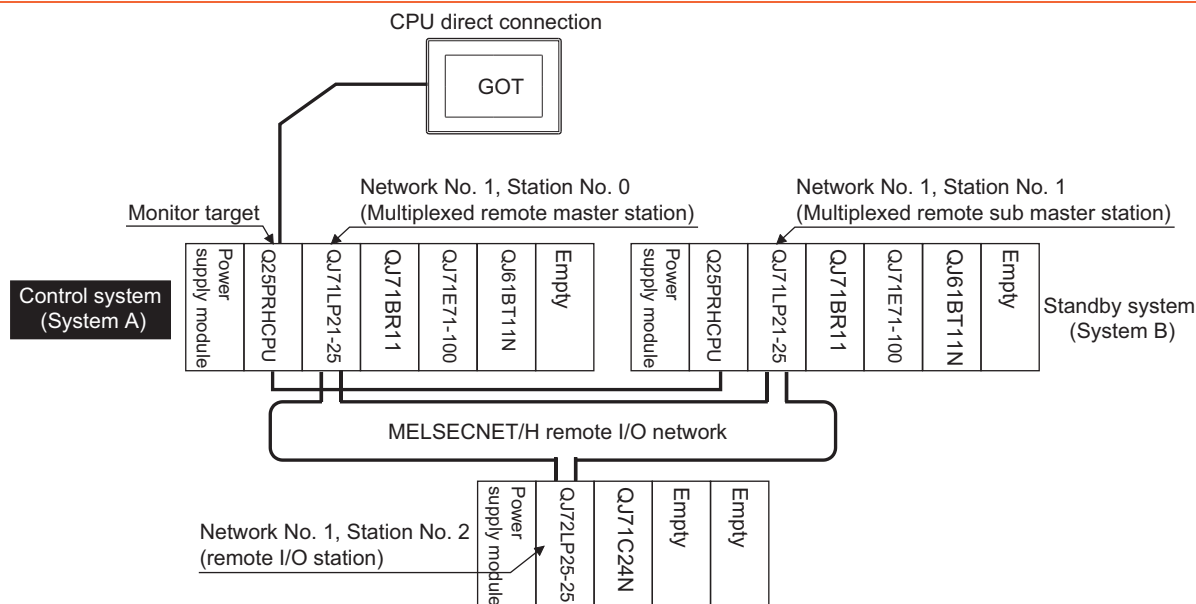 CPU direct connection
GOT
Network No. 1, Station No. 0
(Multiplexed remote master station)
Network No. 1, Station No. 1
(Multiplexed remote sub master station)
Monitor target
Control system
(System A)
Power
supply module
Q25PRHCPU
QJ71LP21-25
QJ71BR11
QJ71E71-100
QJ61BT11N
Empty
Power
supply module
Q25PRHCPU
QJ71LP21-25
QJ71BR11
QJ71E71-100
QJ61BT11N
Empty
Standby system
(System B)
MELSECNET/H remote I/O network
Network No. 1, Station No. 2
(remote I/O station)
Power
supply module
QJ72LP25-25
QJ71C24N
Empty
Empty